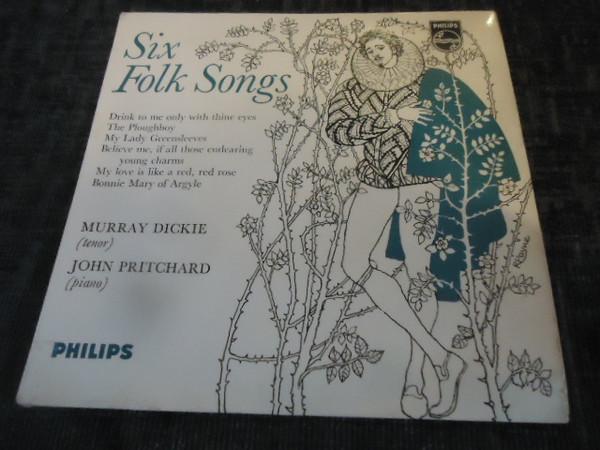 PHILIPS
Six
Folk Songs
Drink to me only with thine eyes
The Ploughboy
My Lady Greensleeves
Believe me, if all those endearing
young charms
My love is like a red, red rose
Bonnie Mary of Argyle
MURRAY DICKIE
(tenor)
JOHN PRITCHARD
(piano)
PHILIPS